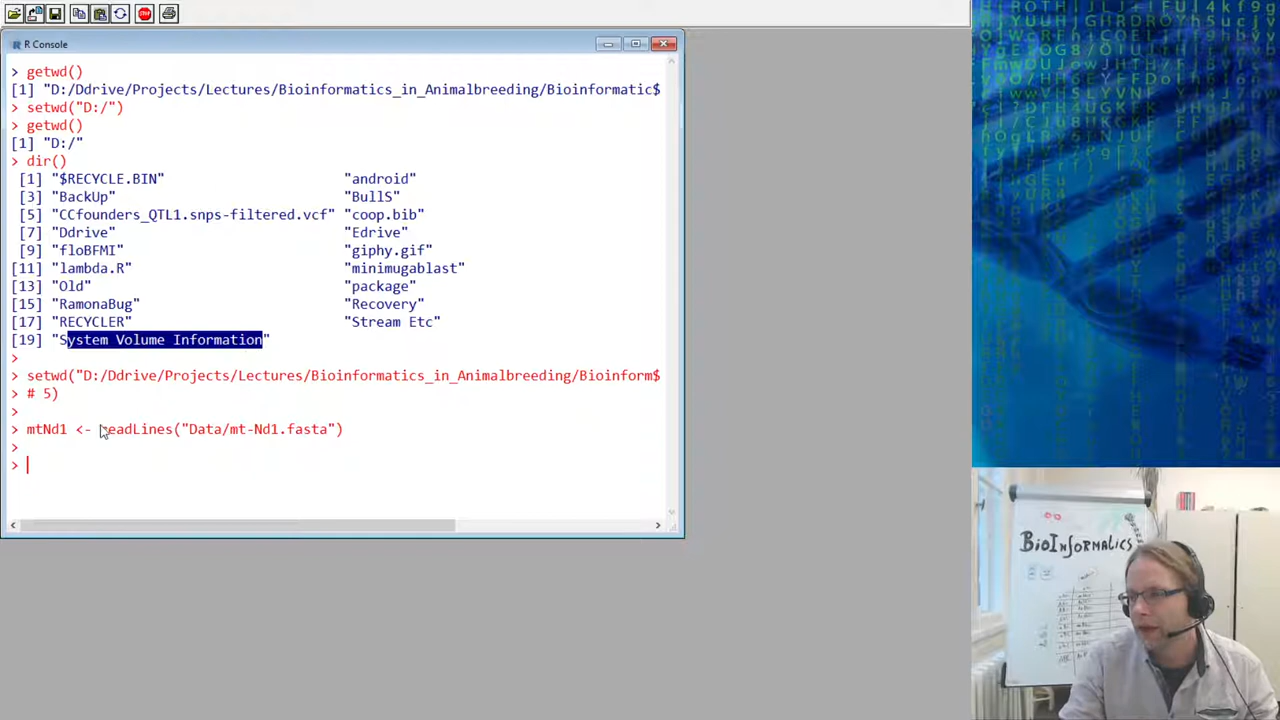 R Console
> getwd()
[1] "D:/Ddrive/Projects/Lectures/Bioinformatics_in_Animalbreeding/Bioinformatic$
> setwd("D:/")
> getwd()
[1] "D:/"
> dir()
[1] "$RECYCLE.BIN" "android"
[3] "BackUp" "BullS"
[5] "CCfounders_QTL1.snps-filtered.vcf" "coop.bib"
[7] "Ddrive" "Edrive"
[9] "floBFMI" "giphy.gif"
[11] "lambda.R" "minimugablast"
[13] "Old" "package"
[15] "RamonaBug" "Recovery"
[17] "RECYCLER" "Stream Etc"
[19] "System Volume Information"
>
> setwd("D:/Ddrive/Projects/Lectures/Bioinformatics_in_Animalbreeding/Bioinform$
> # 5)
>
> mtNd1 <- readLines("Data/mt-Nd1.fasta")
>
>
BioInformatics